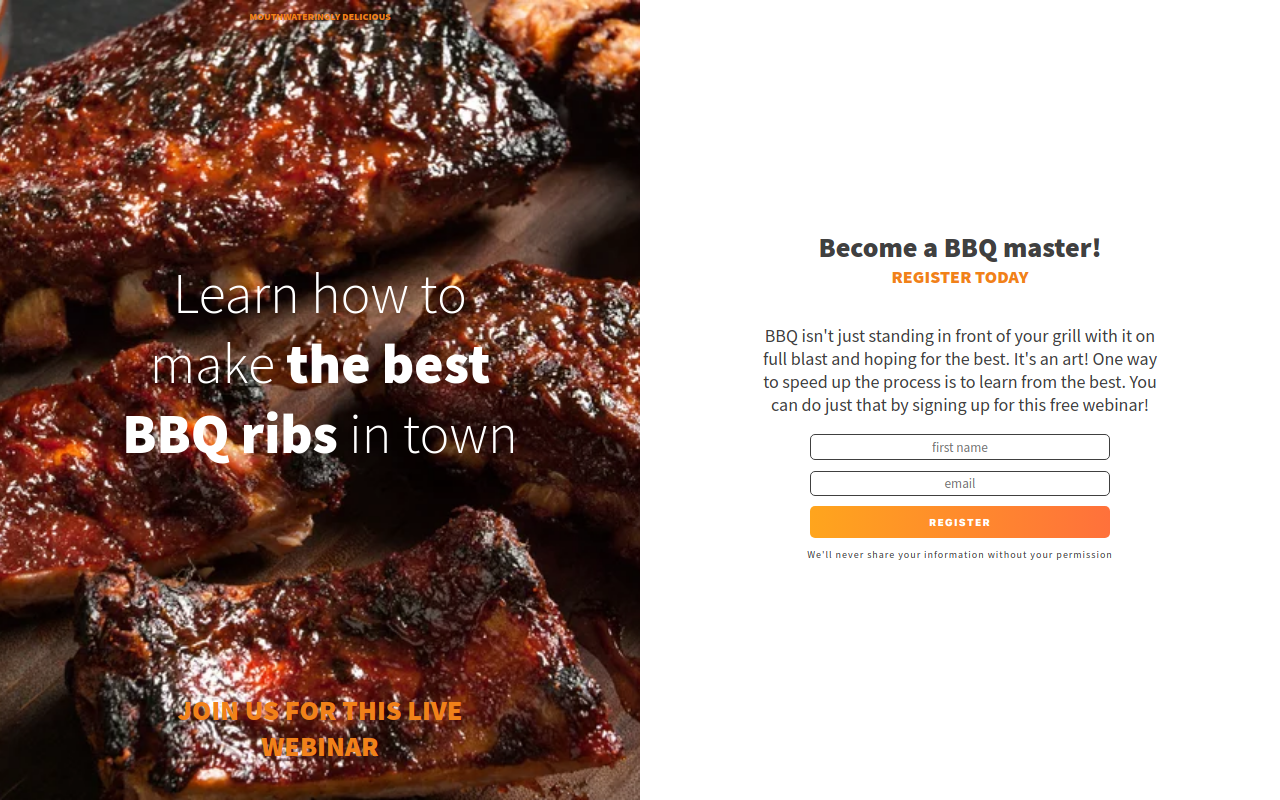 MOUTHWATERINGLY DELICIOUS
Learn how to
make the best
BBQ ribs in town
JOIN US FOR THIS LIVE
WEBINAR
Become a BBQ master!
REGISTER TODAY
BBQ isn't just standing in front of your grill with it on
full blast and hoping for the best. It's an art! One way
to speed up the process is to learn from the best. You
can do just that by signing up for this free webinar!
first name
email
REGISTER
We'll never share your information without your permission